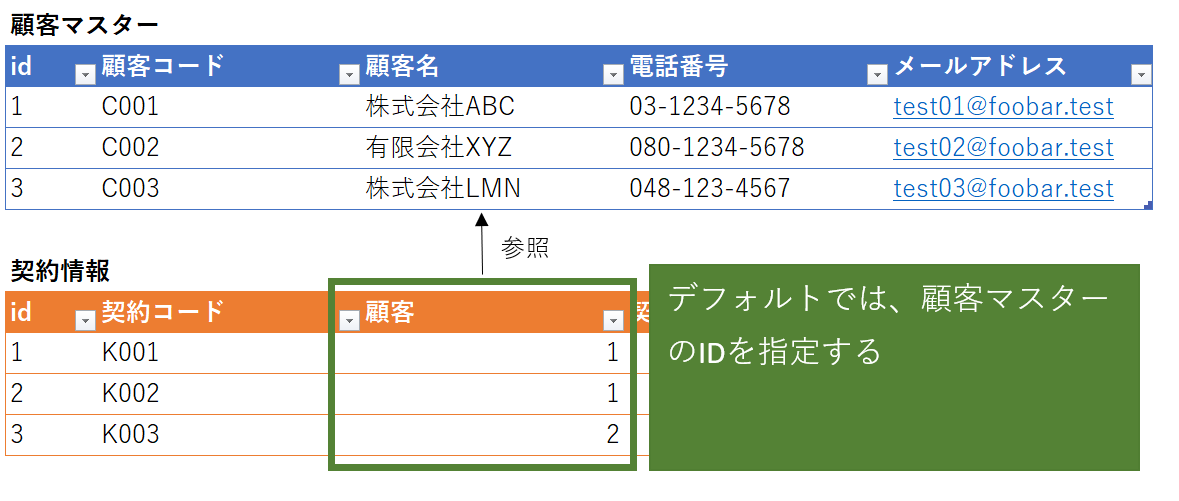 顧客マスター
id 顧客コード 顧客名 電話番号 メールアドレス
1 C001 株式会社ABC 03-1234-5678 test01@foobar.test
2 C002 有限会社XYZ 080-1234-5678 test02@foobar.test
3 C003 株式会社LMN 048-123-4567 test03@foobar.test
参照
契約情報
id 契約コード 顧客
1 K001 1
2 K002 1
3 K003 2
デフォルトでは、顧客マスター
のIDを指定する